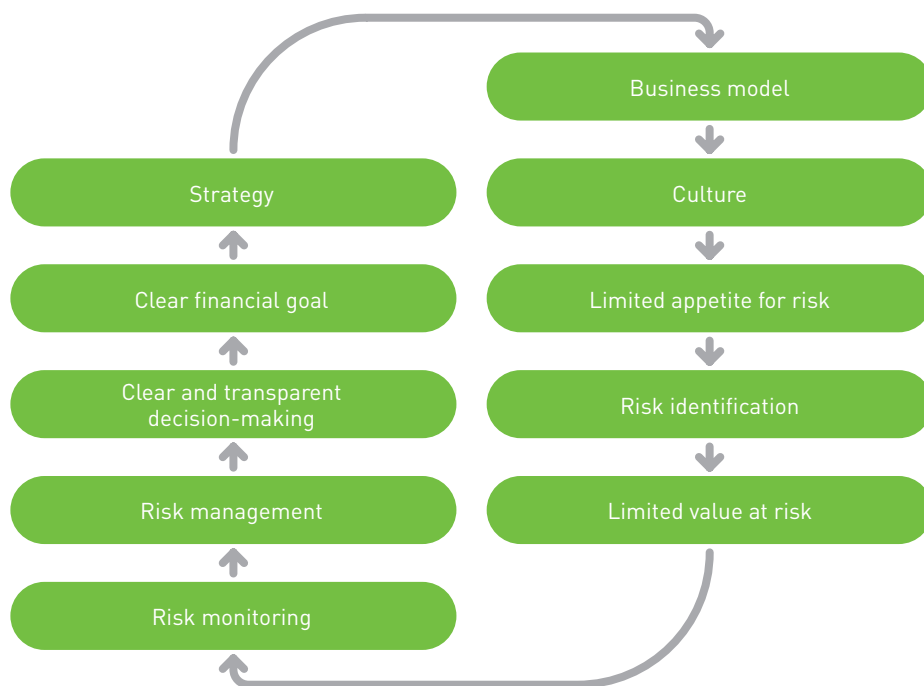 Business model
Culture
Limited appetite for risk
Risk identification
Limited value at risk
Risk monitoring
Risk management
Clear and transparent
decision-making
Clear financial goal
Strategy